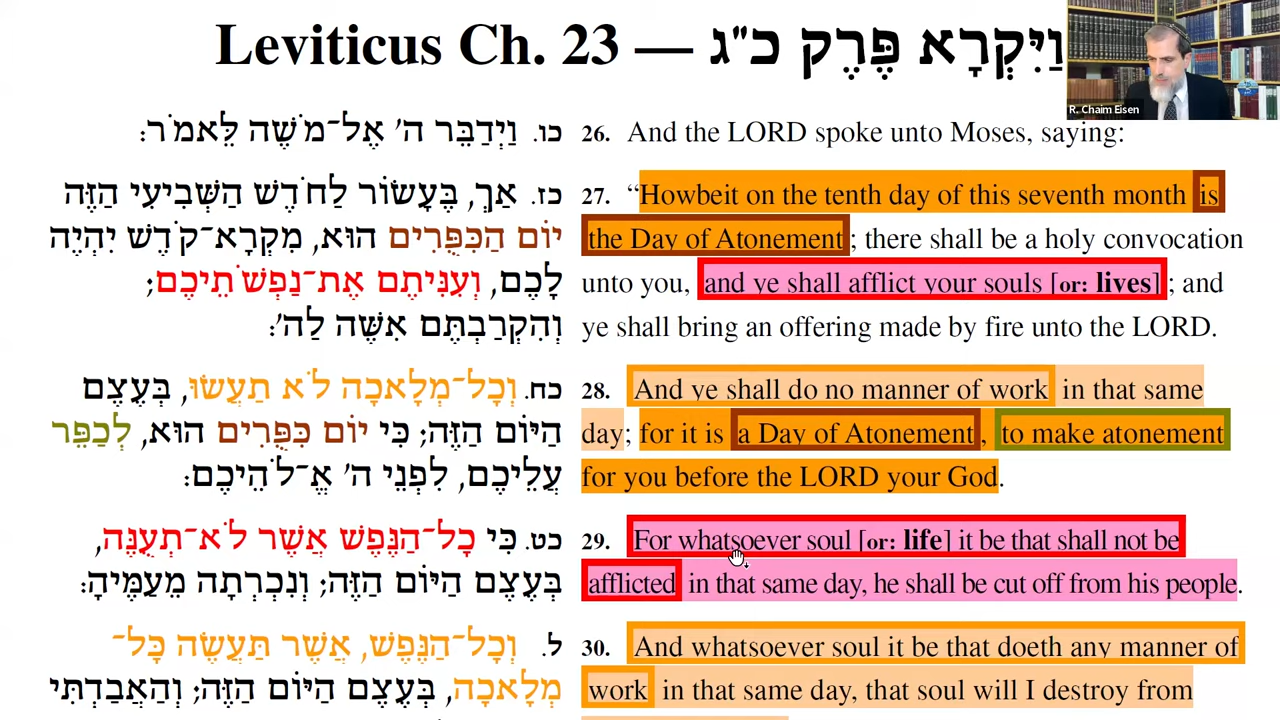 Leviticus Ch. 23 — וַיִּקְרָא פֶּרֶק כ"ג
R. Chaim Eisen
כו. וַיְדַבֵּר ה' אֶל־מֹשֶׁה לֵּאמֹר:
26. And the LORD spoke unto Moses, saying:
כז. אַךְ, בֶּעָשׂוֹר לַחֹדֶשׁ הַשְּׁבִיעִי הַזֶּה
יוֹם הַכִּפֻּרִים הוּא, מִקְרָא־קֹדֶשׁ יִהְיֶה
לָכֶם, וְעִנִּיתֶם אֶת־נַפְשֹׁתֵיכֶם;
וְהִקְרַבְתֶּם אִשֶּׁה לַה':
27. “Howbeit on the tenth day of this seventh month is
the Day of Atonement; there shall be a holy convocation
unto you, and ye shall afflict your souls [or: lives]; and
ye shall bring an offering made by fire unto the LORD.
כח. וְכָל־מְלָאכָה לֹא תַעֲשׂוּ, בְּעֶצֶם
הַיּוֹם הַזֶּה; כִּי יוֹם כִּפֻּרִים הוּא, לְכַפֵּר
עֲלֵיכֶם, לִפְנֵי ה' אֱ־לֹהֵיכֶם:
28. And ye shall do no manner of work in that same
day; for it is a Day of Atonement, to make atonement
for you before the LORD your God.
כט. כִּי כָל־הַנֶּפֶשׁ אֲשֶׁר לֹא־תְעֻנֶּה,
בְּעֶצֶם הַיּוֹם הַזֶּה; וְנִכְרְתָה מֵעַמֶּיהָ:
29. For whatsoever soul [or: life] it be that shall not be
afflicted in that same day, he shall be cut off from his people.
ל. וְכָל־הַנֶּפֶשׁ, אֲשֶׁר תַּעֲשֶׂה כָּל־
מְלָאכָה, בְּעֶצֶם הַיּוֹם הַזֶּה; וְהַאֲבַדְתִּי
30. And whatsoever soul it be that doeth any manner of
work in that same day, that soul will I destroy from